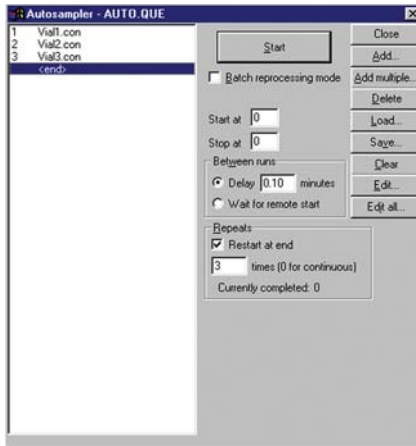 Autosampler - AUTO.QUE
1 Vial1.con
2 Vial2.con
3 Vial3.con
<end>
Start
Batch reprocessing mode
Start at 0
Stop at 0
Between runs
Delay 0.10 minutes
Wait for remote start
Repeats
Restart at end
3 times (0 for continuous)
Currently completed: 0
Close
Add...
Add multiple...
Delete
Load...
Save...
Clear
Edit...
Edit all...